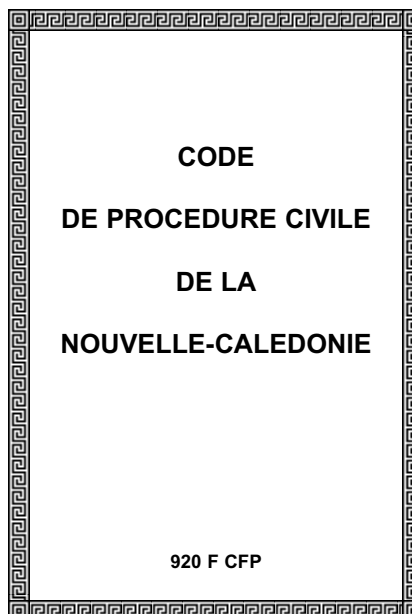 CODE
DE PROCEDURE CIVILE
DE LA
NOUVELLE-CALEDONIE
920 F CFP